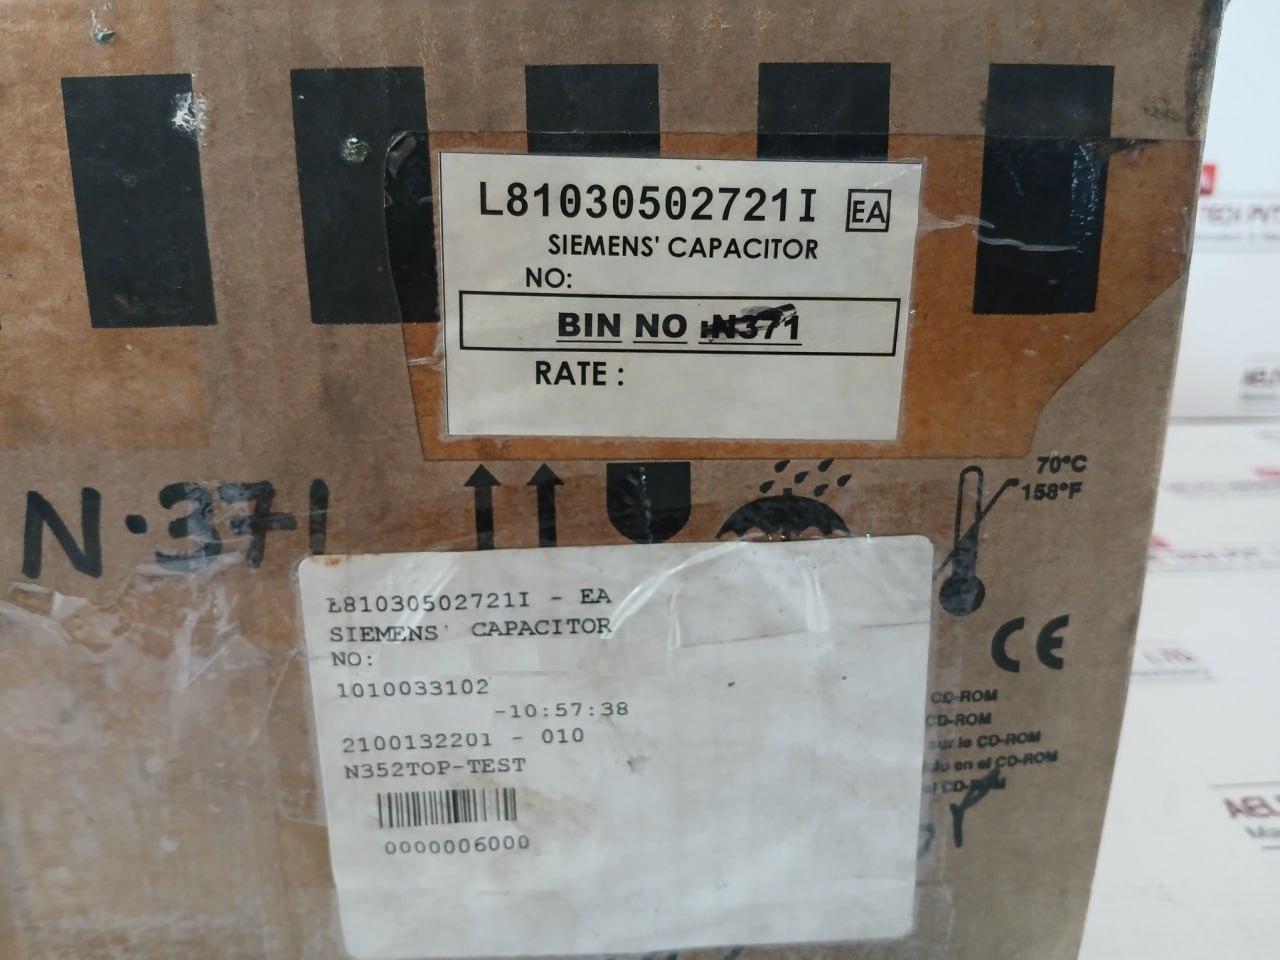 L81030502721I EA
SIEMENS' CAPACITOR
NO:
BIN NO :N371
RATE :
70°C
158°F
N·371
L81030502721I - EA
SIEMENS' CAPACITOR
NO:
1010033102
-10:57:38
2100132201 - 010
N352TOP-TEST
0000006000
CE
CD-ROM
CD-ROM
sur le CD-ROM
en el CD-ROM
CD-ROM